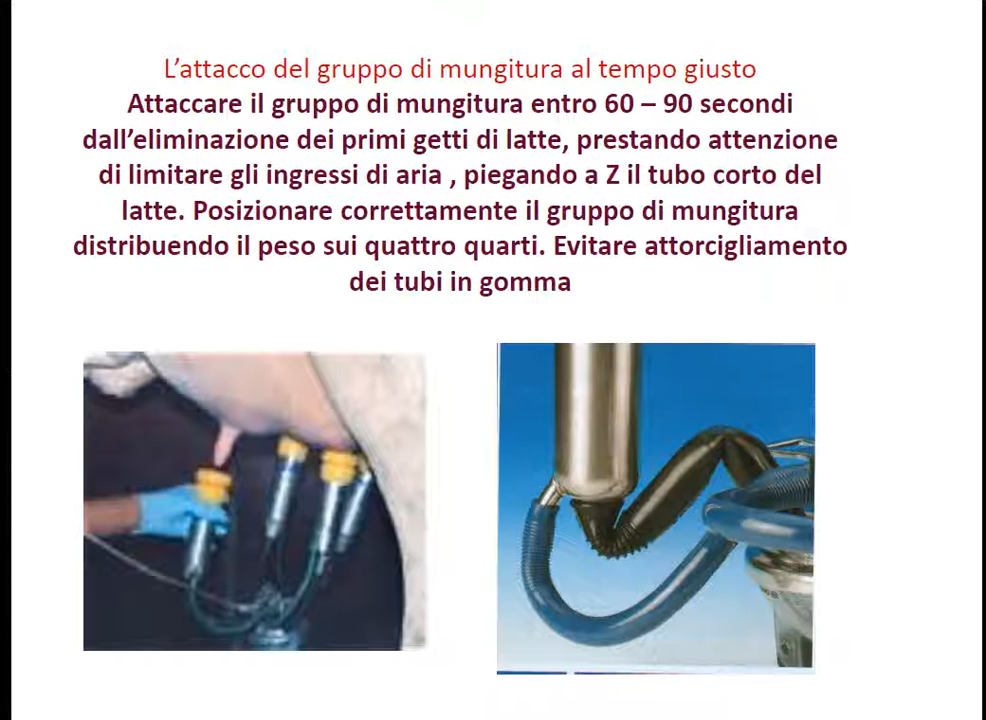 L’attacco del gruppo di mungitura al tempo giusto
Attaccare il gruppo di mungitura entro 60 – 90 secondi
dall’eliminazione dei primi getti di latte, prestando attenzione
di limitare gli ingressi di aria , piegando a Z il tubo corto del
latte. Posizionare correttamente il gruppo di mungitura
distribuendo il peso sui quattro quarti. Evitare attorcigliamento
dei tubi in gomma